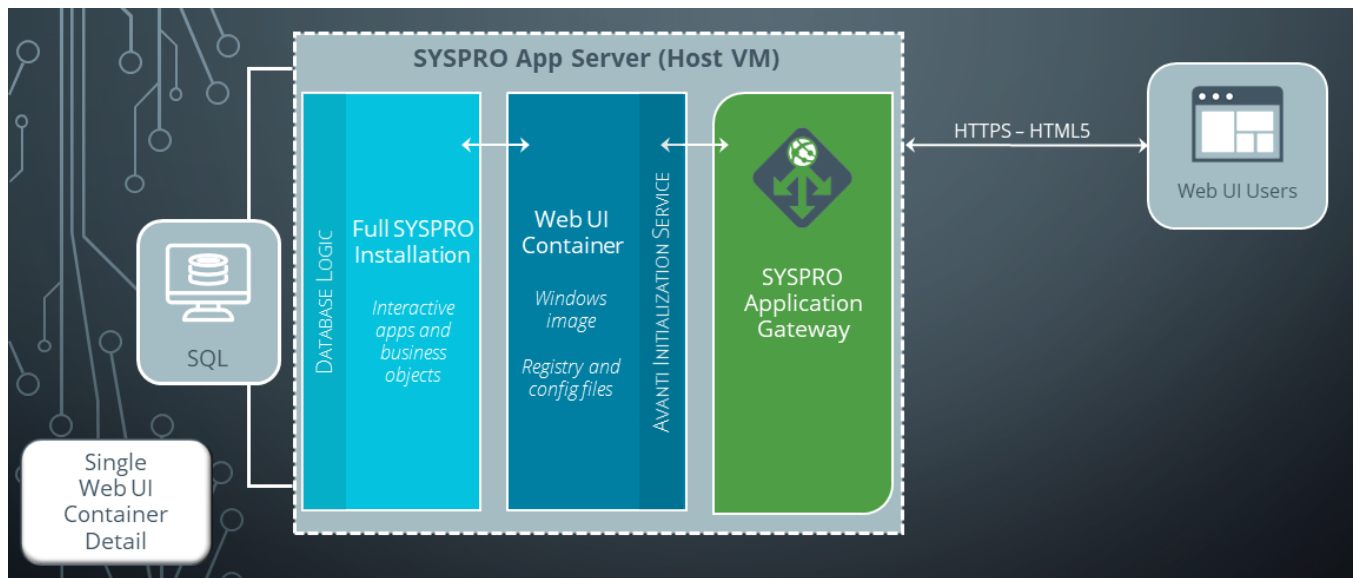 SYSPRO App Server (Host VM)
SQL
DATABASE LOGIC
Full SYSPRO
Installation
Interactive
apps and
business
objects
Web UI
Container
Windows
image
Registry and
config files
AVANTI INITIALIZATION SERVICE
SYSPRO
Application
Gateway
HTTPS – HTML5
Web UI Users
Single
Web UI
Container
Detail